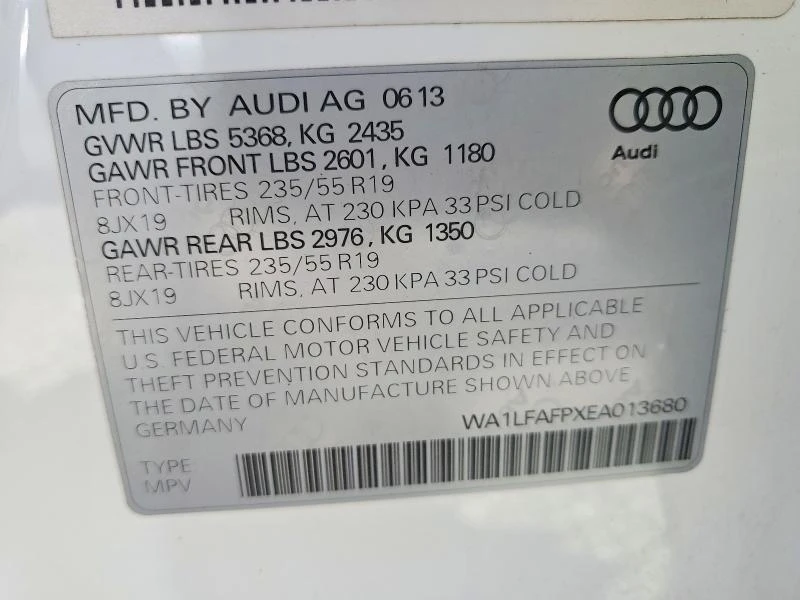 MFD. BY AUDI AG 0613
GVWR LBS 5368, KG 2435
GAWR FRONT LBS 2601, KG 1180
FRONT-TIRES 235/55 R19
8JX19 RIMS, AT 230 KPA 33 PSI COLD
GAWR REAR LBS 2976, KG 1350
REAR-TIRES 235/55 R19
8JX19 RIMS, AT 230 KPA 33 PSI COLD
Audi
THIS VEHICLE CONFORMS TO ALL APPLICABLE
U.S. FEDERAL MOTOR VEHICLE SAFETY AND
THEFT PREVENTION STANDARDS IN EFFECT ON
THE DATE OF MANUFACTURE SHOWN ABOVE
GERMANY WA1LFAFPXEA013680
TYPE
MPV